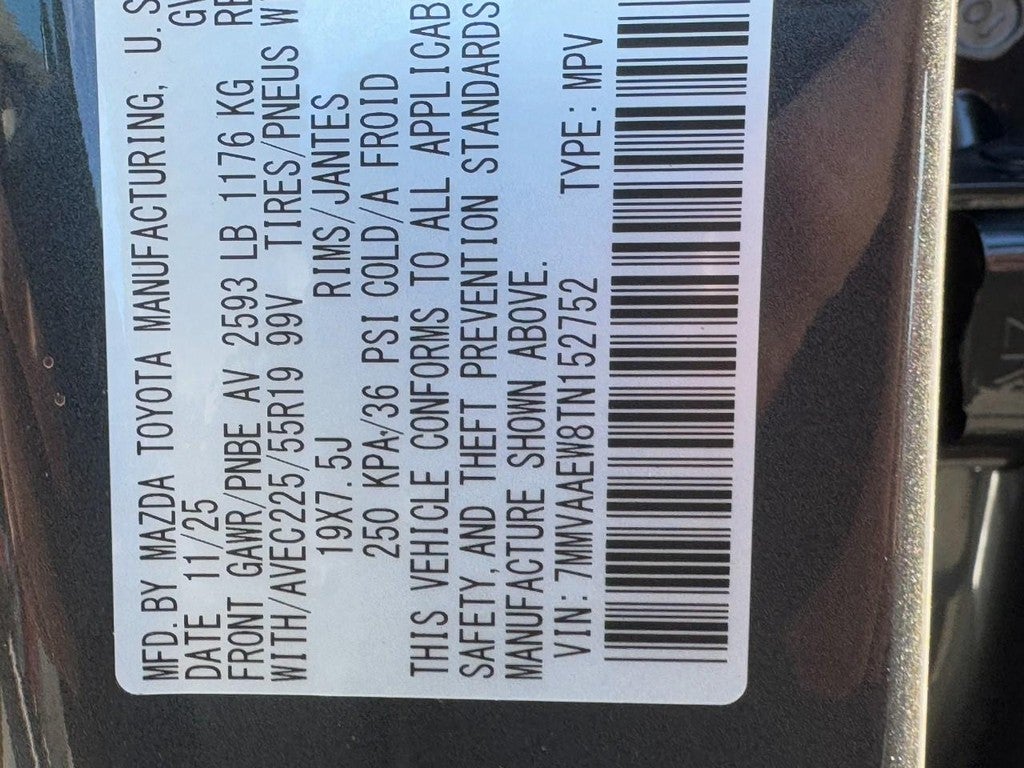 MFD. BY MAZDA TOYOTA MANUFACTURING, U.S
DATE 11/25 GV
FRONT GAWR/PNBE AV 2593 LB 1176 KG RE
WITH/AVEC225/55R19 99V TIRES/PNEUS W
19X7.5J RIMS/JANTES
250 KPA/36 PSI COLD/A FROID
THIS VEHICLE CONFORMS TO ALL APPLICAB
SAFETY, AND THEFT PREVENTION STANDARDS
MANUFACTURE SHOWN ABOVE.
VIN: 7MMVAAEW8TN152752 TYPE: MPV